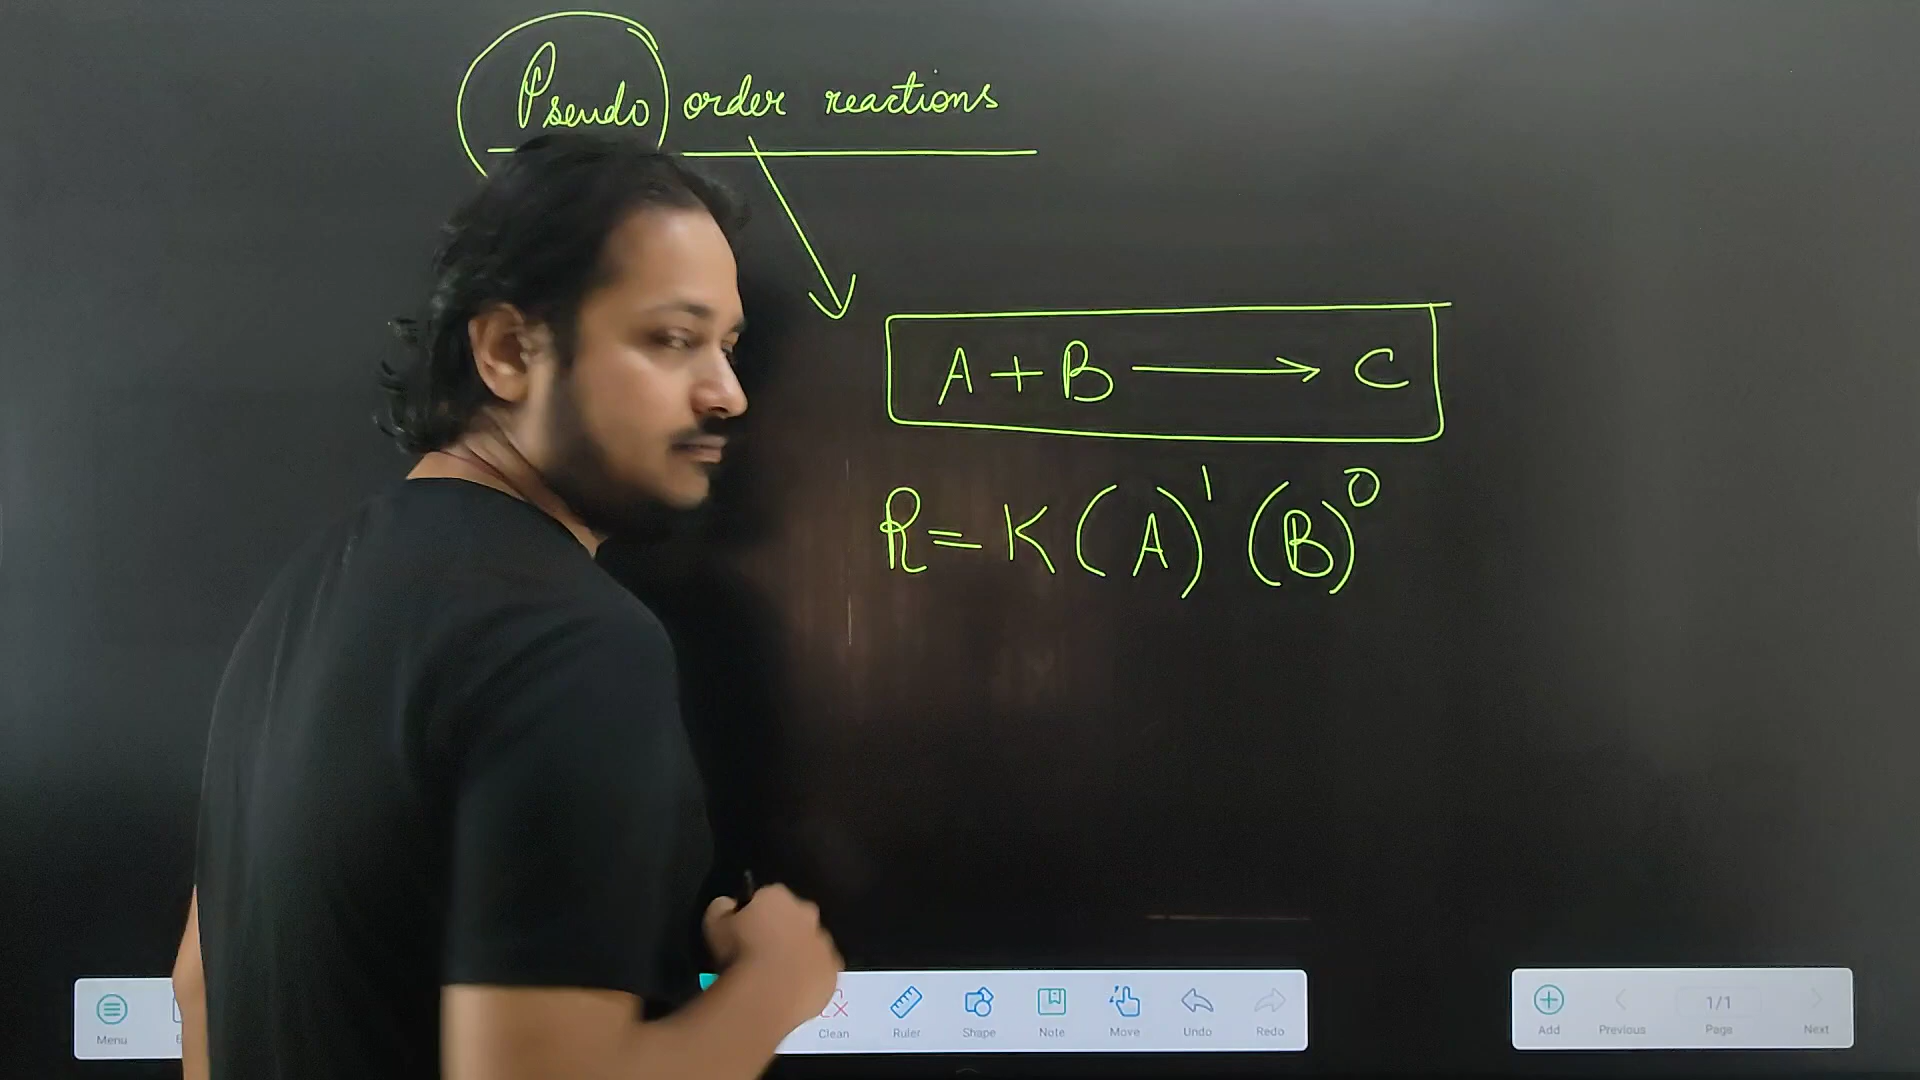 Pseudo order reactions
A + B → C
R = K (A)¹ (B)⁰
Menu Clean Ruler Shape Note Move Undo Redo
Add Previous 1/1 Page Next